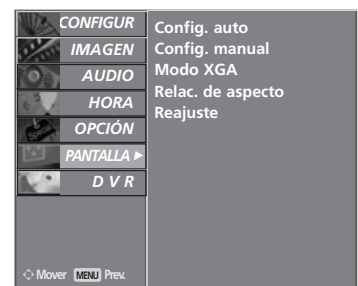 CONFIGUR
IMAGEN
AUDIO
HORA
OPCIÓN
PANTALLA ►
D V R
Config. auto
Config. manual
Modo XGA
Relac. de aspecto
Reajuste
Mover MENU Prev.